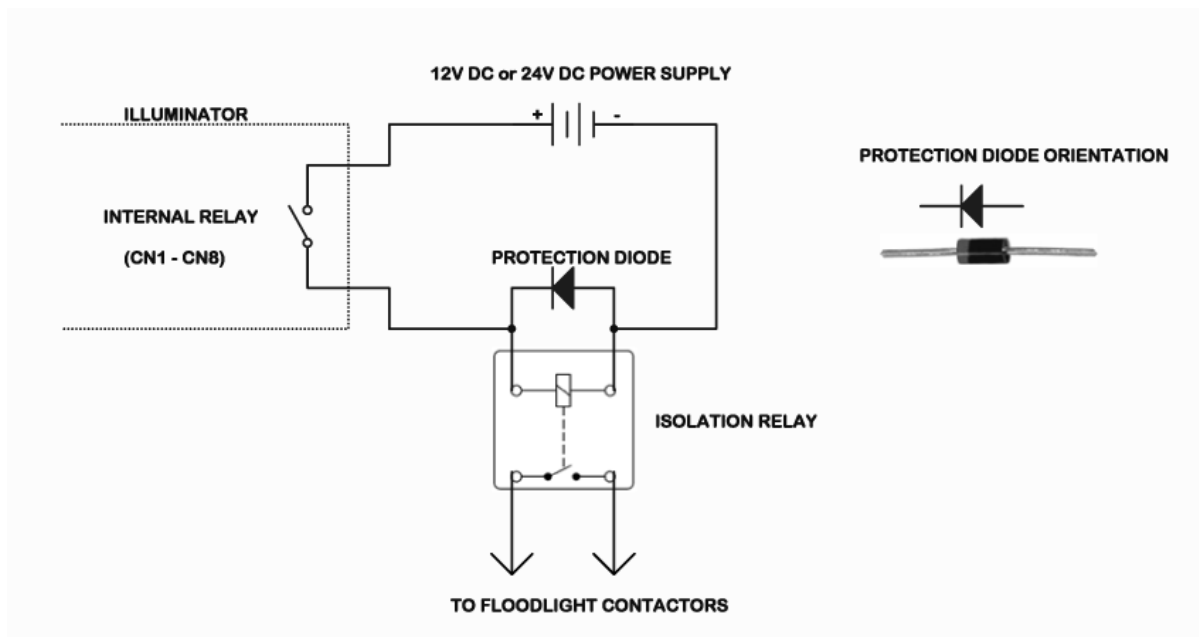 12V DC or 24V DC POWER SUPPLY
+ -
ILLUMINATOR
PROTECTION DIODE ORIENTATION
INTERNAL RELAY
(CN1 - CN8)
PROTECTION DIODE
ISOLATION RELAY
TO FLOODLIGHT CONTACTORS